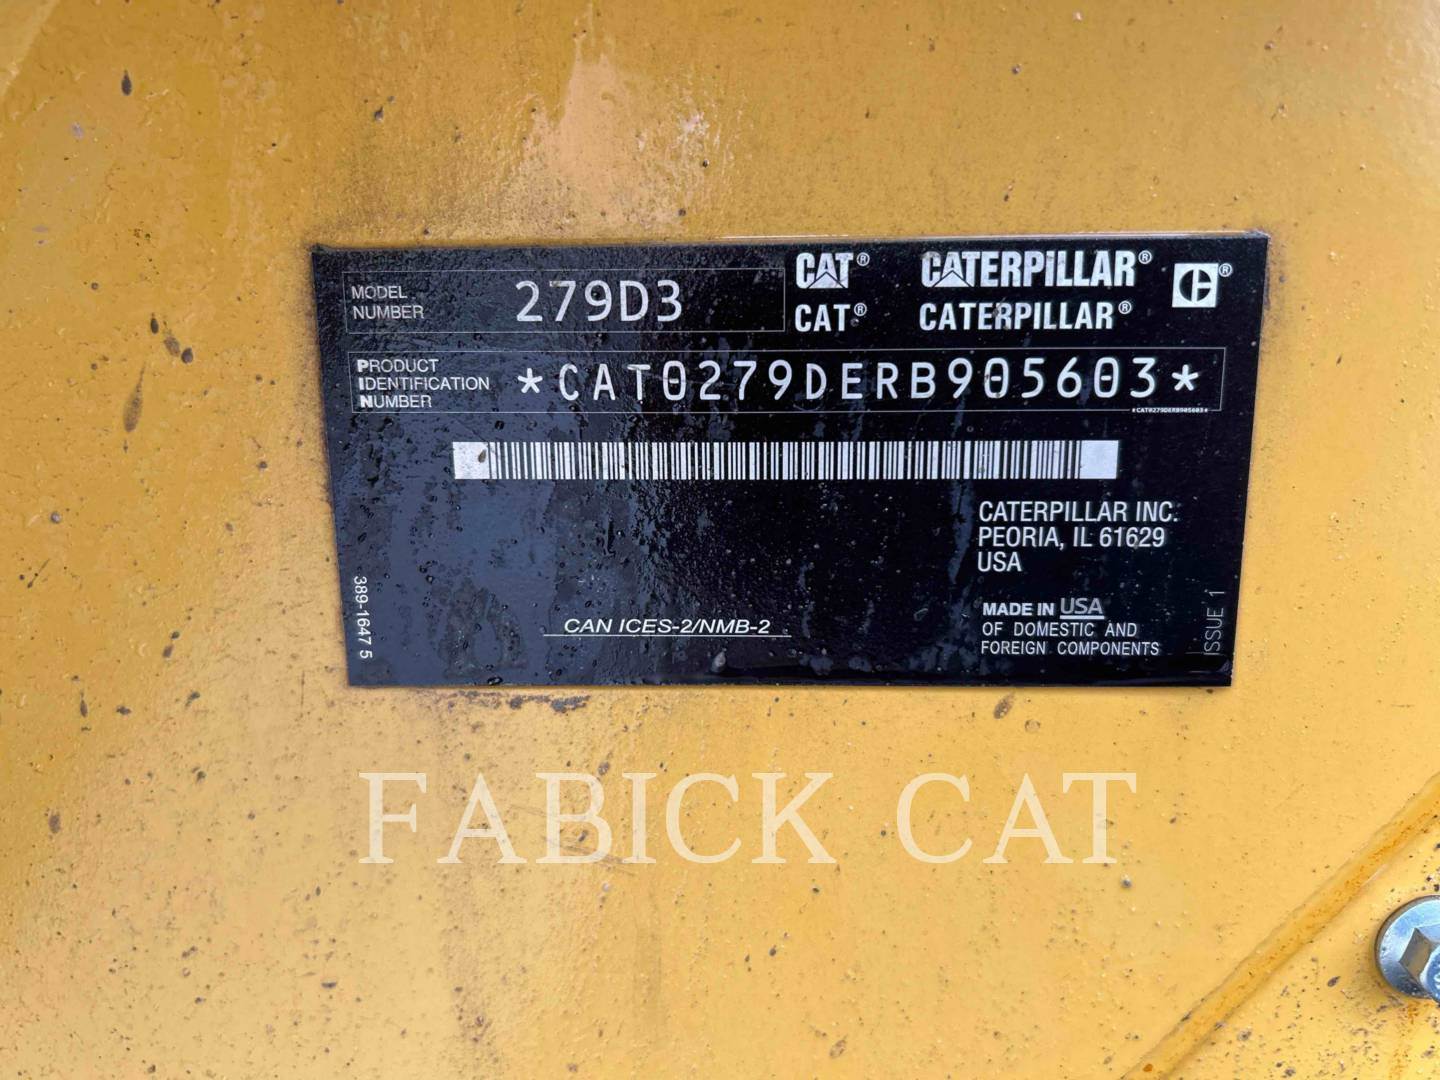 MODEL
NUMBER
279D3
CAT® CATERPILLAR®
CAT® CATERPILLAR®
PRODUCT
IDENTIFICATION
NUMBER
*CAT0279DERB905603*
*CAT0279DERB905603*
CATERPILLAR INC.
PEORIA, IL 61629
USA
MADE IN USA
OF DOMESTIC AND
FOREIGN COMPONENTS
CAN ICES-2/NMB-2
389-1647 5
ISSUE 1
FABICK CAT